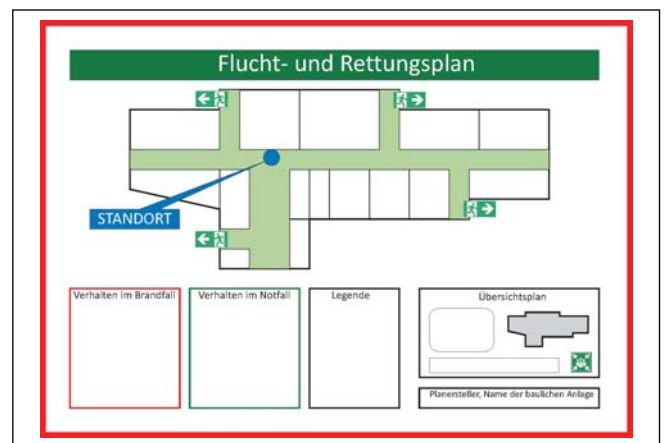 Flucht- und Rettungsplan
STANDORT
Verhalten im Brandfall
Verhalten im Notfall
Legende
Übersichtsplan
Planersteller, Name der baulichen Anlage